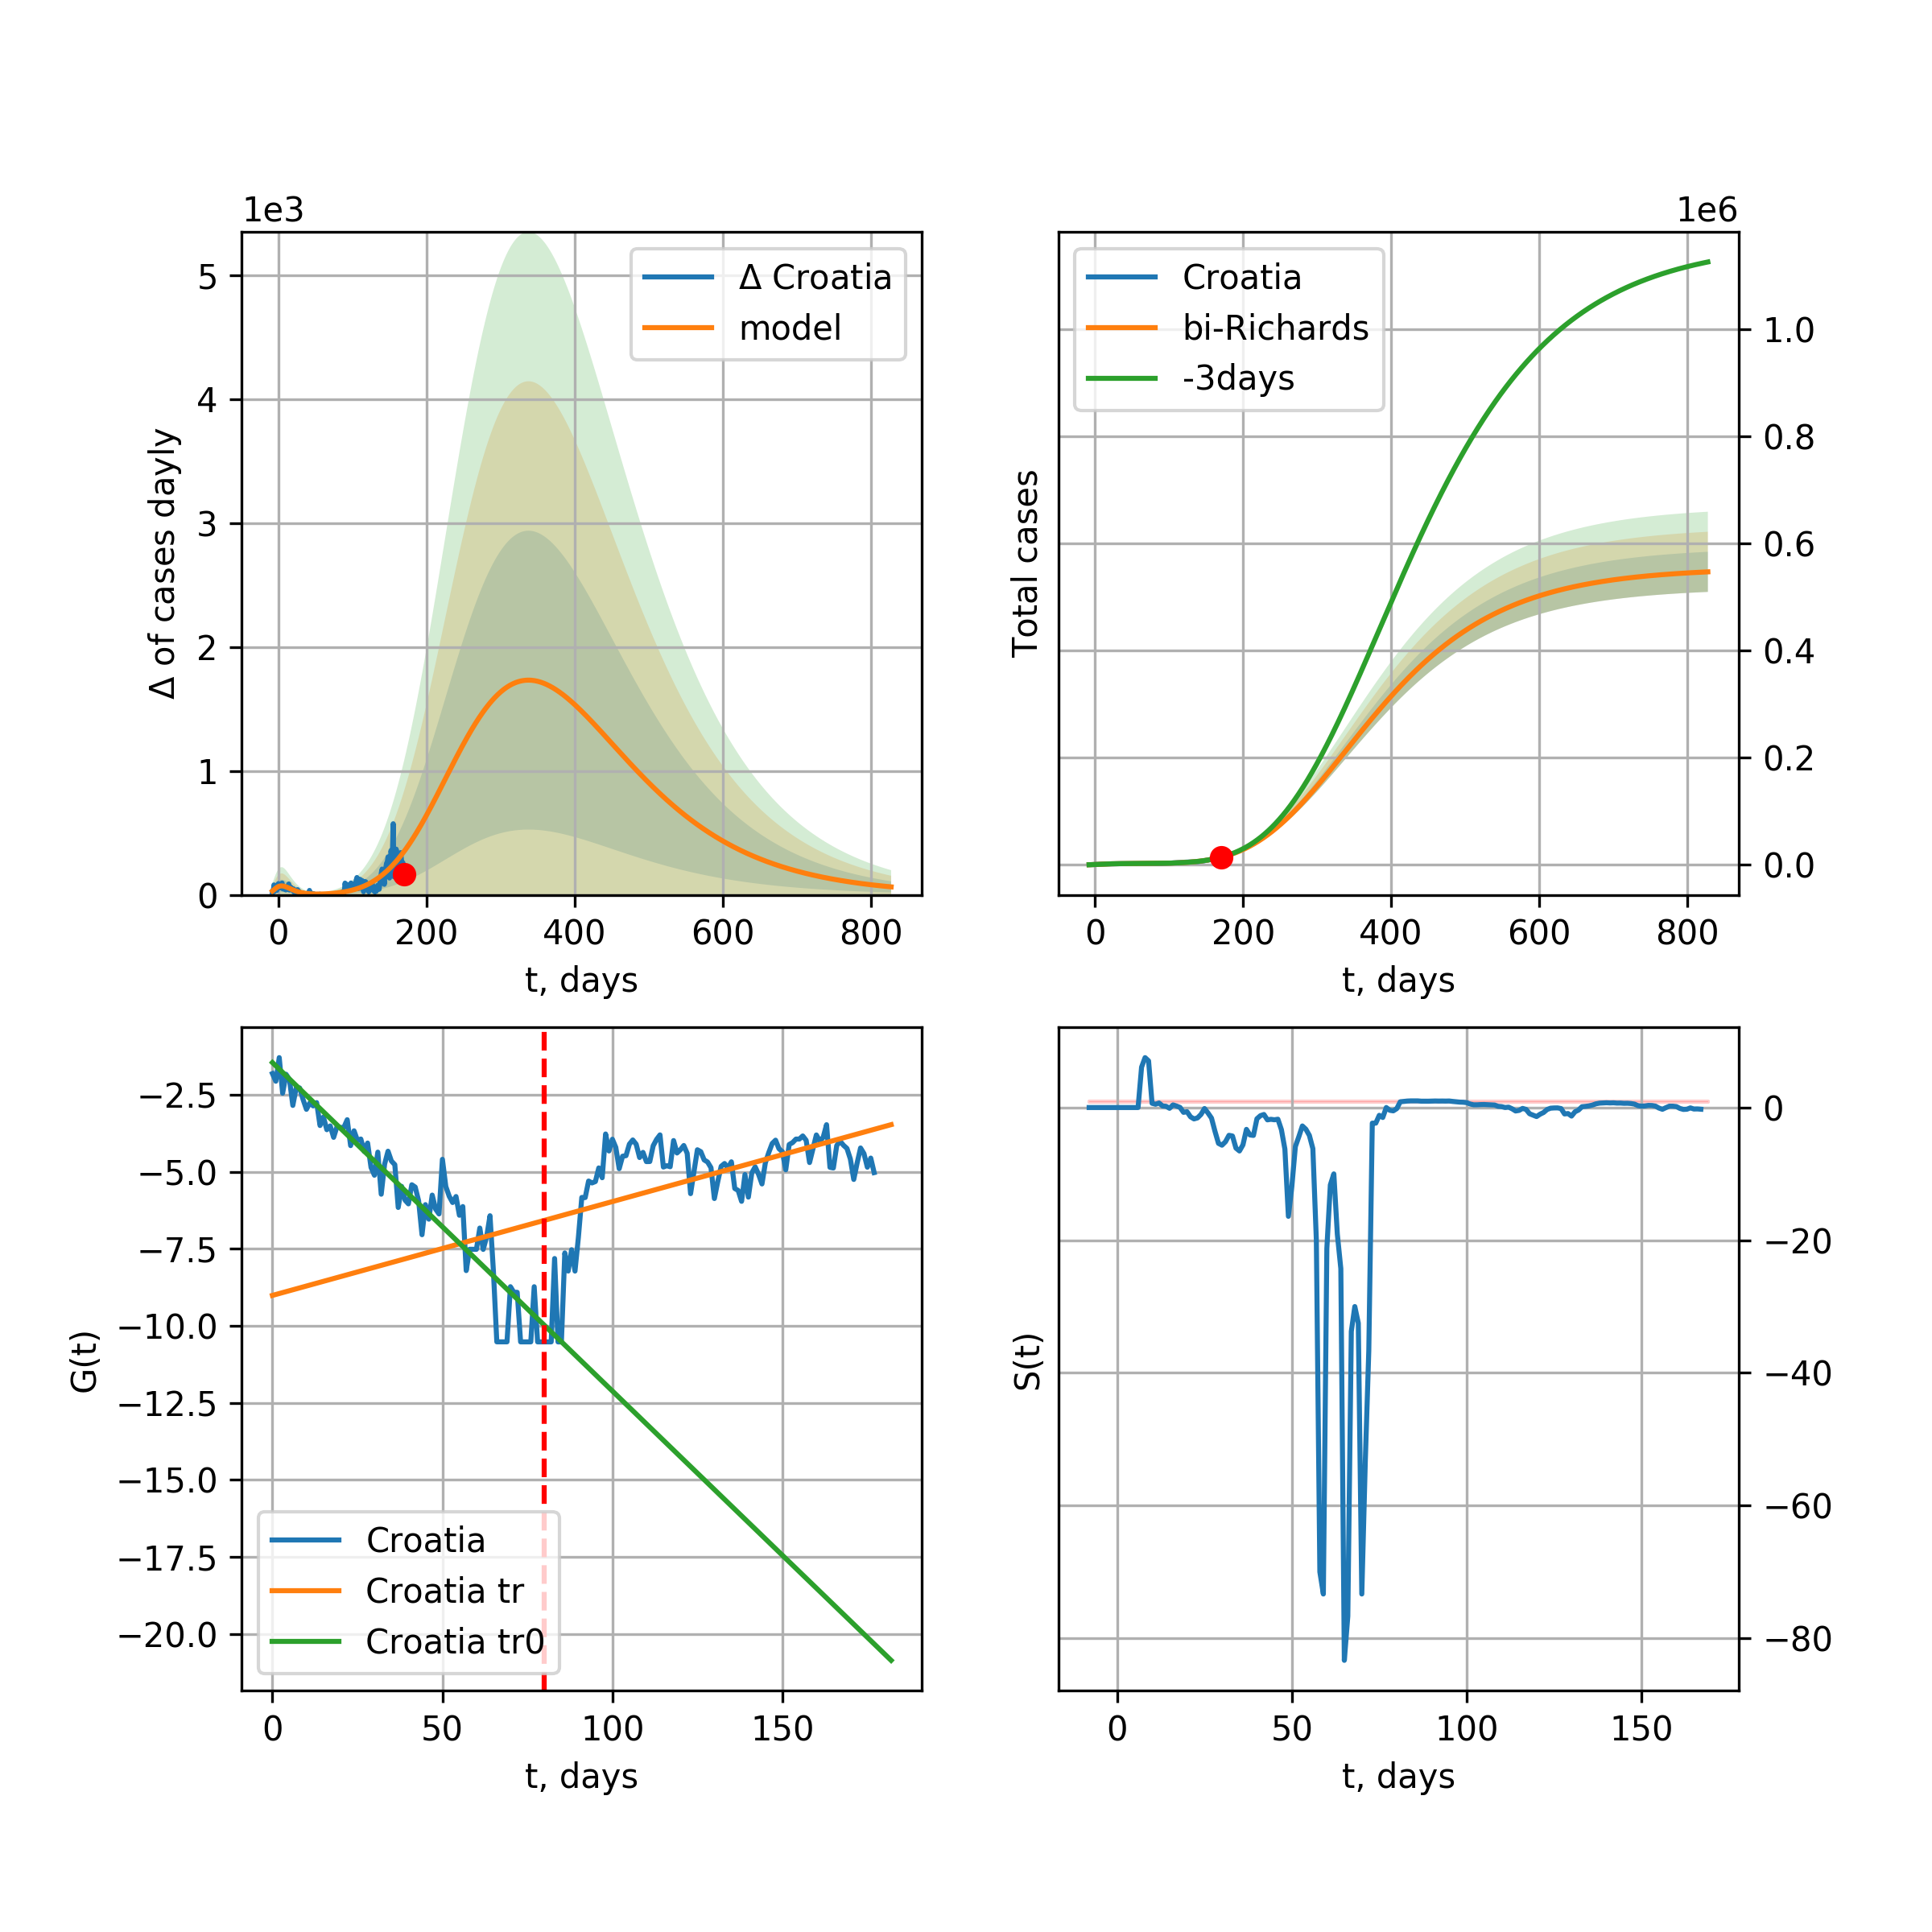 1e3
5
4
3
2
1
0
Δ of cases dayly
Δ Croatia
model
0 200 400 600 800
t, days
1e6
Croatia
bi-Richards
-3days
Total cases
1.0
0.8
0.6
0.4
0.2
0.0
0 200 400 600 800
t, days
−2.5
−5.0
−7.5
−10.0
−12.5
−15.0
−17.5
−20.0
G(t)
Croatia
Croatia tr
Croatia tr0
0 50 100 150
t, days
S(t)
0
−20
−40
−60
−80
0 50 100 150
t, days